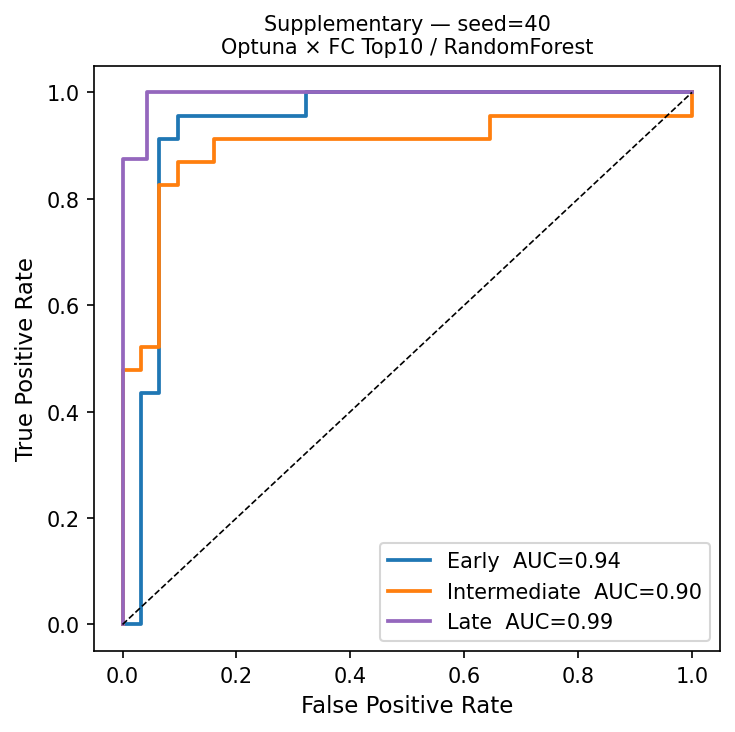 Supplementary — seed=40
Optuna × FC Top10 / RandomForest
True Positive Rate
1.0
0.8
0.6
0.4
0.2
0.0
Early AUC=0.94
Intermediate AUC=0.90
Late AUC=0.99
0.0 0.2 0.4 0.6 0.8 1.0
False Positive Rate